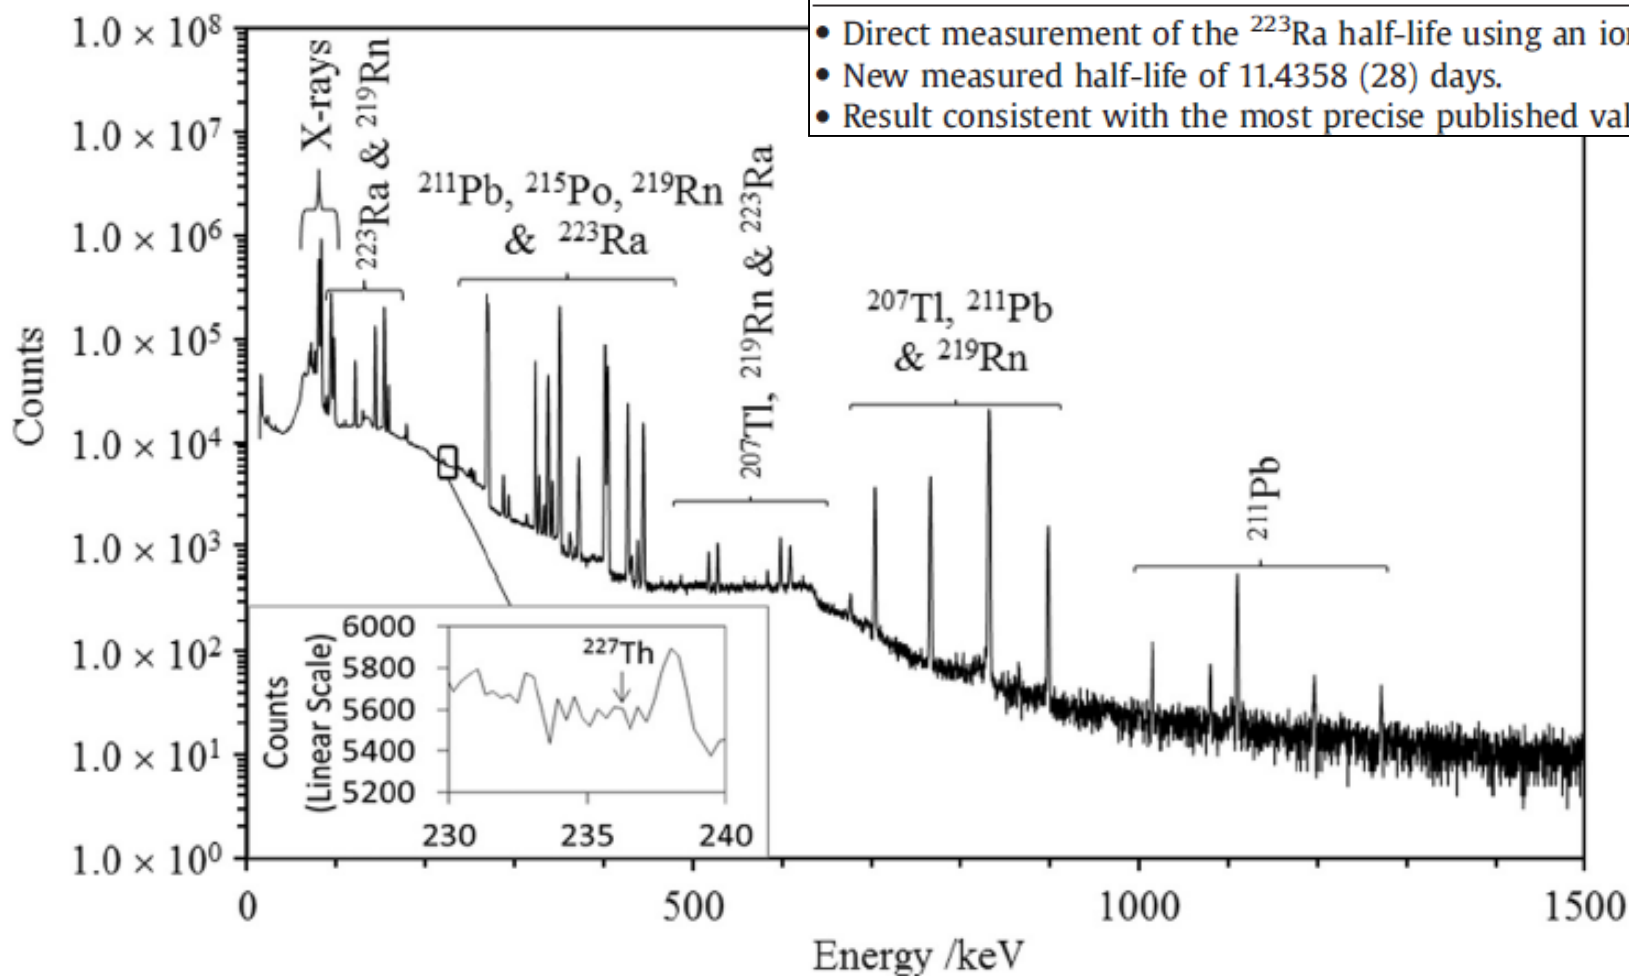 • Direct measurement of the ²²³Ra half-life using an
• New measured half-life of 11.4358 (28) days.
• Result consistent with the most precise published
1.0 × 10⁸
1.0 × 10⁷
1.0 × 10⁶
1.0 × 10⁵
1.0 × 10⁴
1.0 × 10³
1.0 × 10²
1.0 × 10¹
1.0 × 10⁰
Counts
X-rays
²²³Ra & ²¹⁹Rn
²¹¹Pb, ²¹⁵Po, ²¹⁹Rn
& ²²³Ra
²⁰⁷Tl, ²¹⁹Rn & ²²³Ra
²⁰⁷Tl, ²¹¹Pb
& ²¹⁹Rn
²¹¹Pb
Counts
(Linear Scale)
6000
5800
5600
5400
5200
²²⁷Th
230
235
240
0
500
1000
1500
Energy /keV